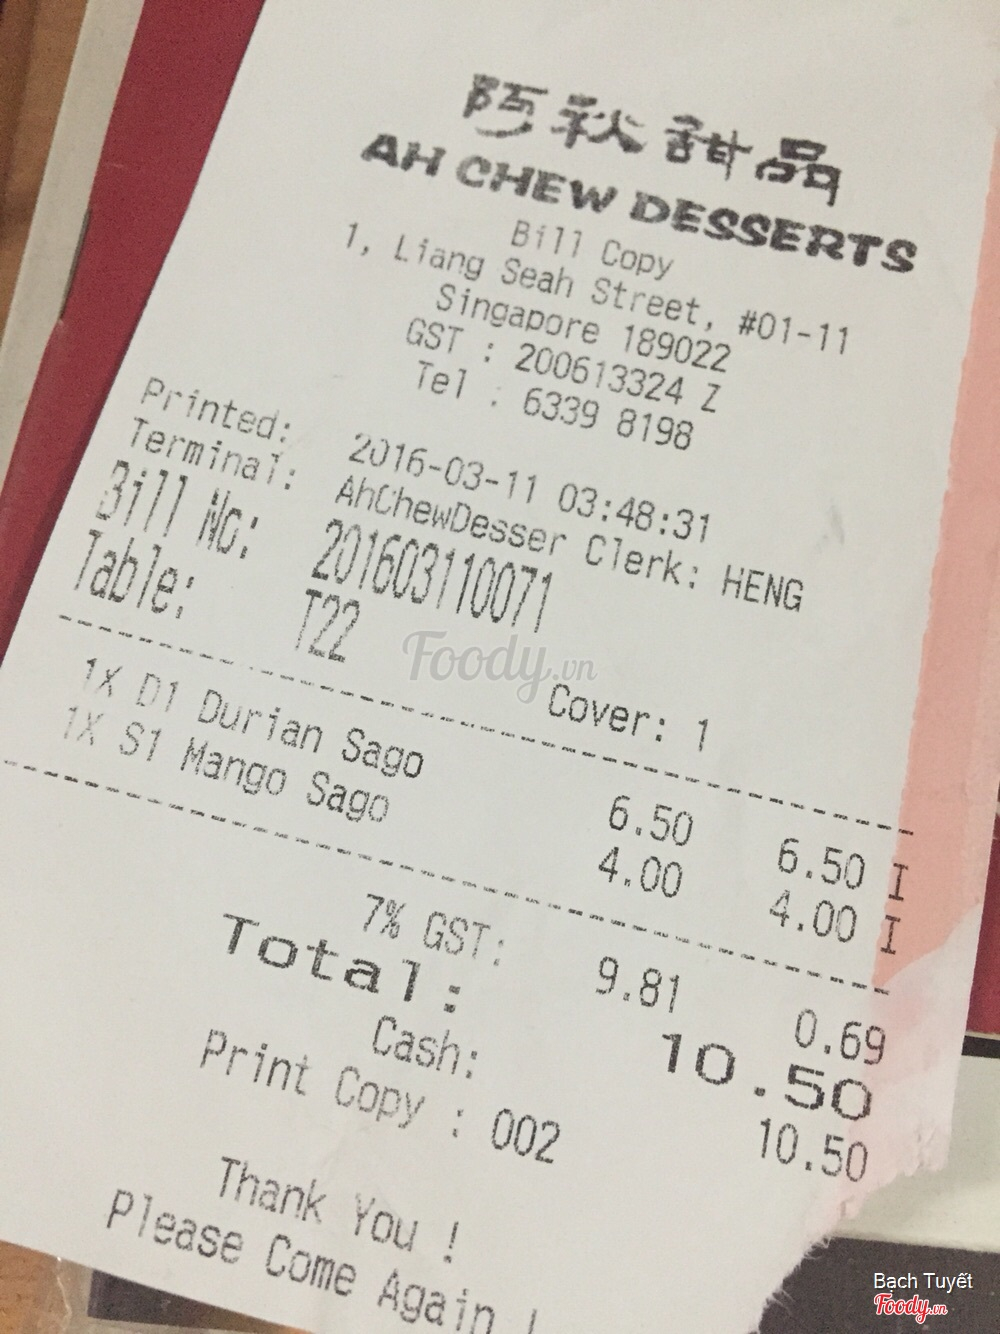 阿秋甜品
AH CHEW DESSERTS
Bill Copy
1, Liang Seah Street, #01-11
Singapore 189022
GST : 200613324 Z
Tel : 6339 8198
Printed: 2016-03-11 03:48:31
Terminal: AhChewDesser Clerk: HENG
Bill No: 201603110071
Table: T22
Cover: 1
1X D1 Durian Sago 6.50 6.50 I
1X S1 Mango Sago 4.00 4.00 I
7% GST: 9.81 0.69
Total: 10.50
Cash: 10.50
Print Copy : 002
Thank You !
Please Come Again !
Foody.vn
Bạch Tuyết
Foody.vn